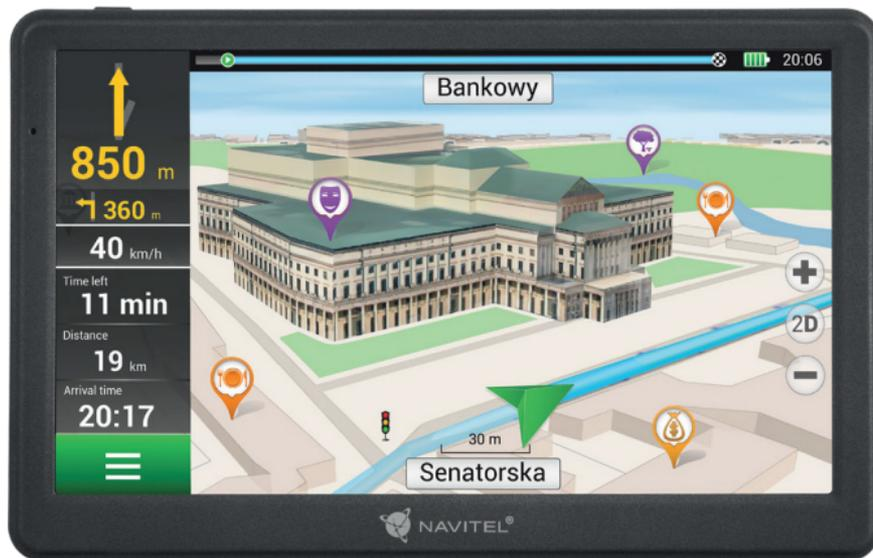 850 m
360 m
40 km/h
Time left
11 min
Distance
19 km
Arrival time
20:17
20:06
Bankowy
2D
30 m
Senatorska
NAVITEL®